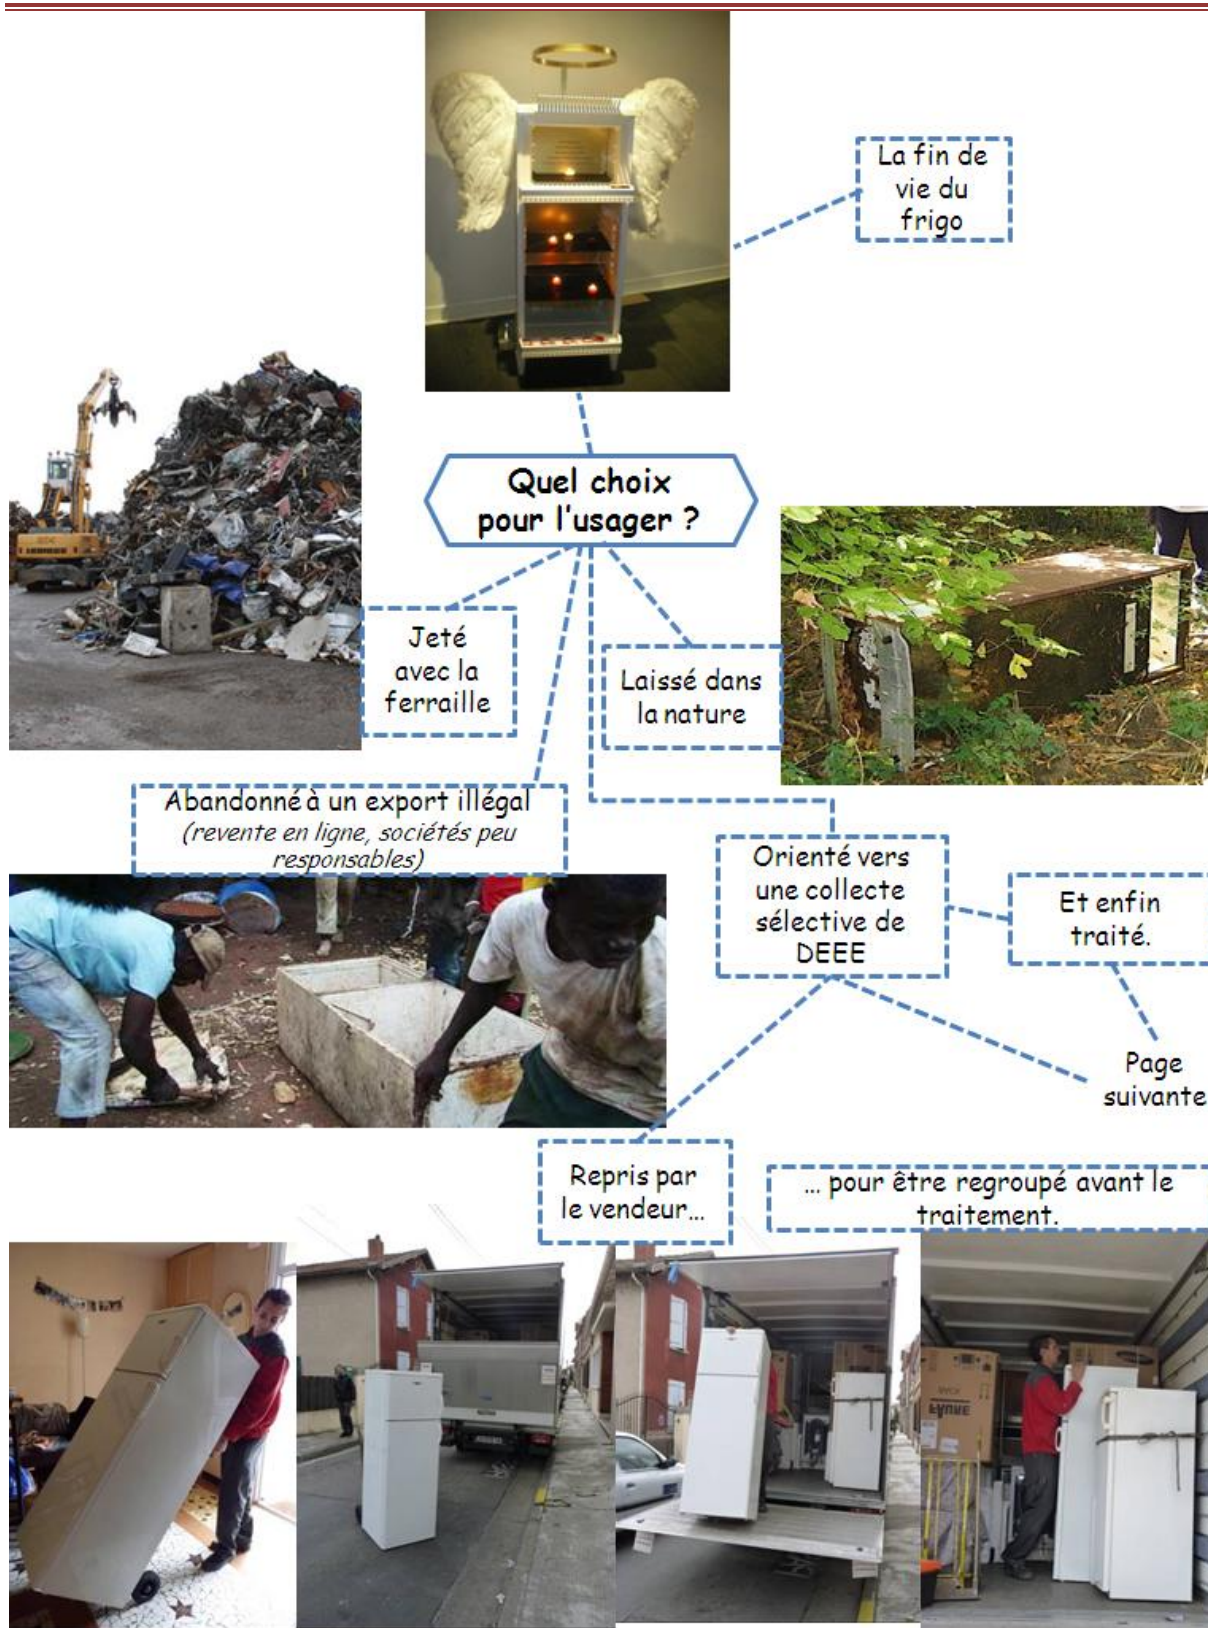 La fin de
vie du
frigo
Quel choix
pour l'usager ?
Jeté
avec la
ferraille
Laissé dans
la nature
Abandonné à un export illégal
(revente en ligne, sociétés peu
responsables)
Orienté vers
une collecte
sélective de
DEEE
Et enfin
traité.
Page
suivante
Repris par
le vendeur...
... pour être regroupé avant le
traitement.
FAURE